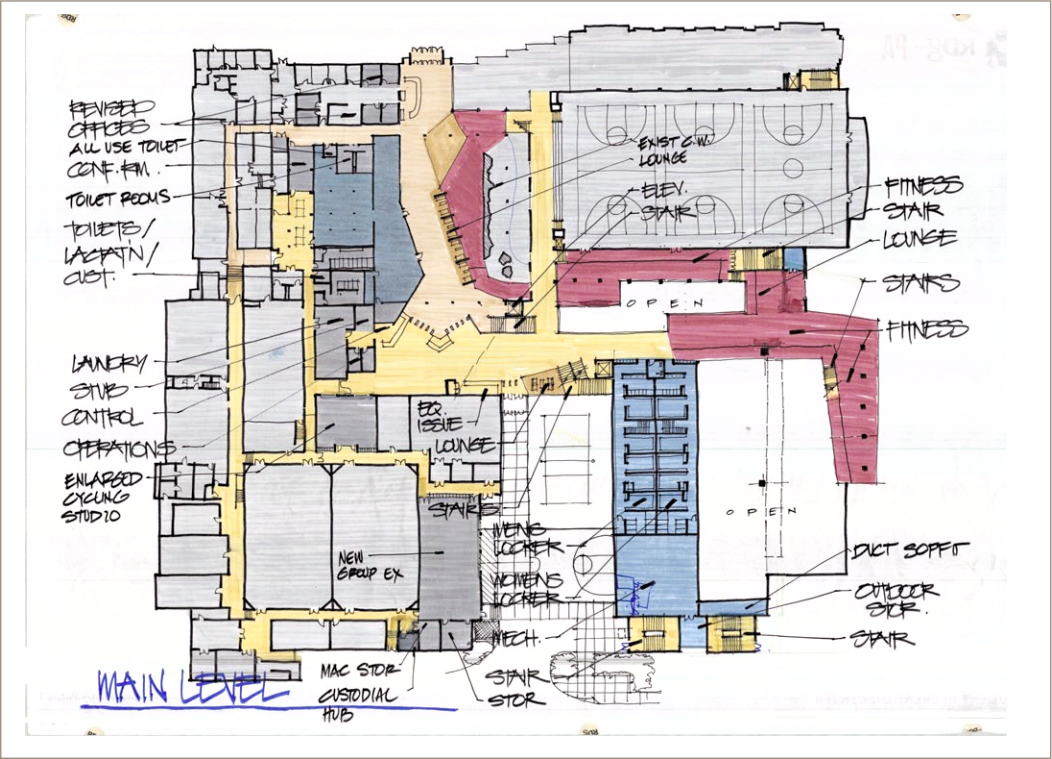 REVISED
OFFICES
ALL USE TOILET
CONF. RM.
TOILET ROOMS
TOILETS/
LACTAT'N/
CUST.
LAUNDRY
STUB
CONTROL
OPERATIONS
ENLARGED
CYCLING
STUDIO
EXIST C.W.
LOUNGE
ELEV.
STAIR
FITNESS
STAIR
LOUNGE
STAIRS
FITNESS
OPEN
EQ.
ISSUE
LOUNGE
STAIRS
MENS
LOCKER
WOMENS
LOCKER
MECH.
STAIR
STOR
NEW
GROUP EX
OPEN
DUCT SOFFIT
OUTDOOR
STOR.
STAIR
MAC STOR
CUSTODIAL
HUB
MAIN LEVEL